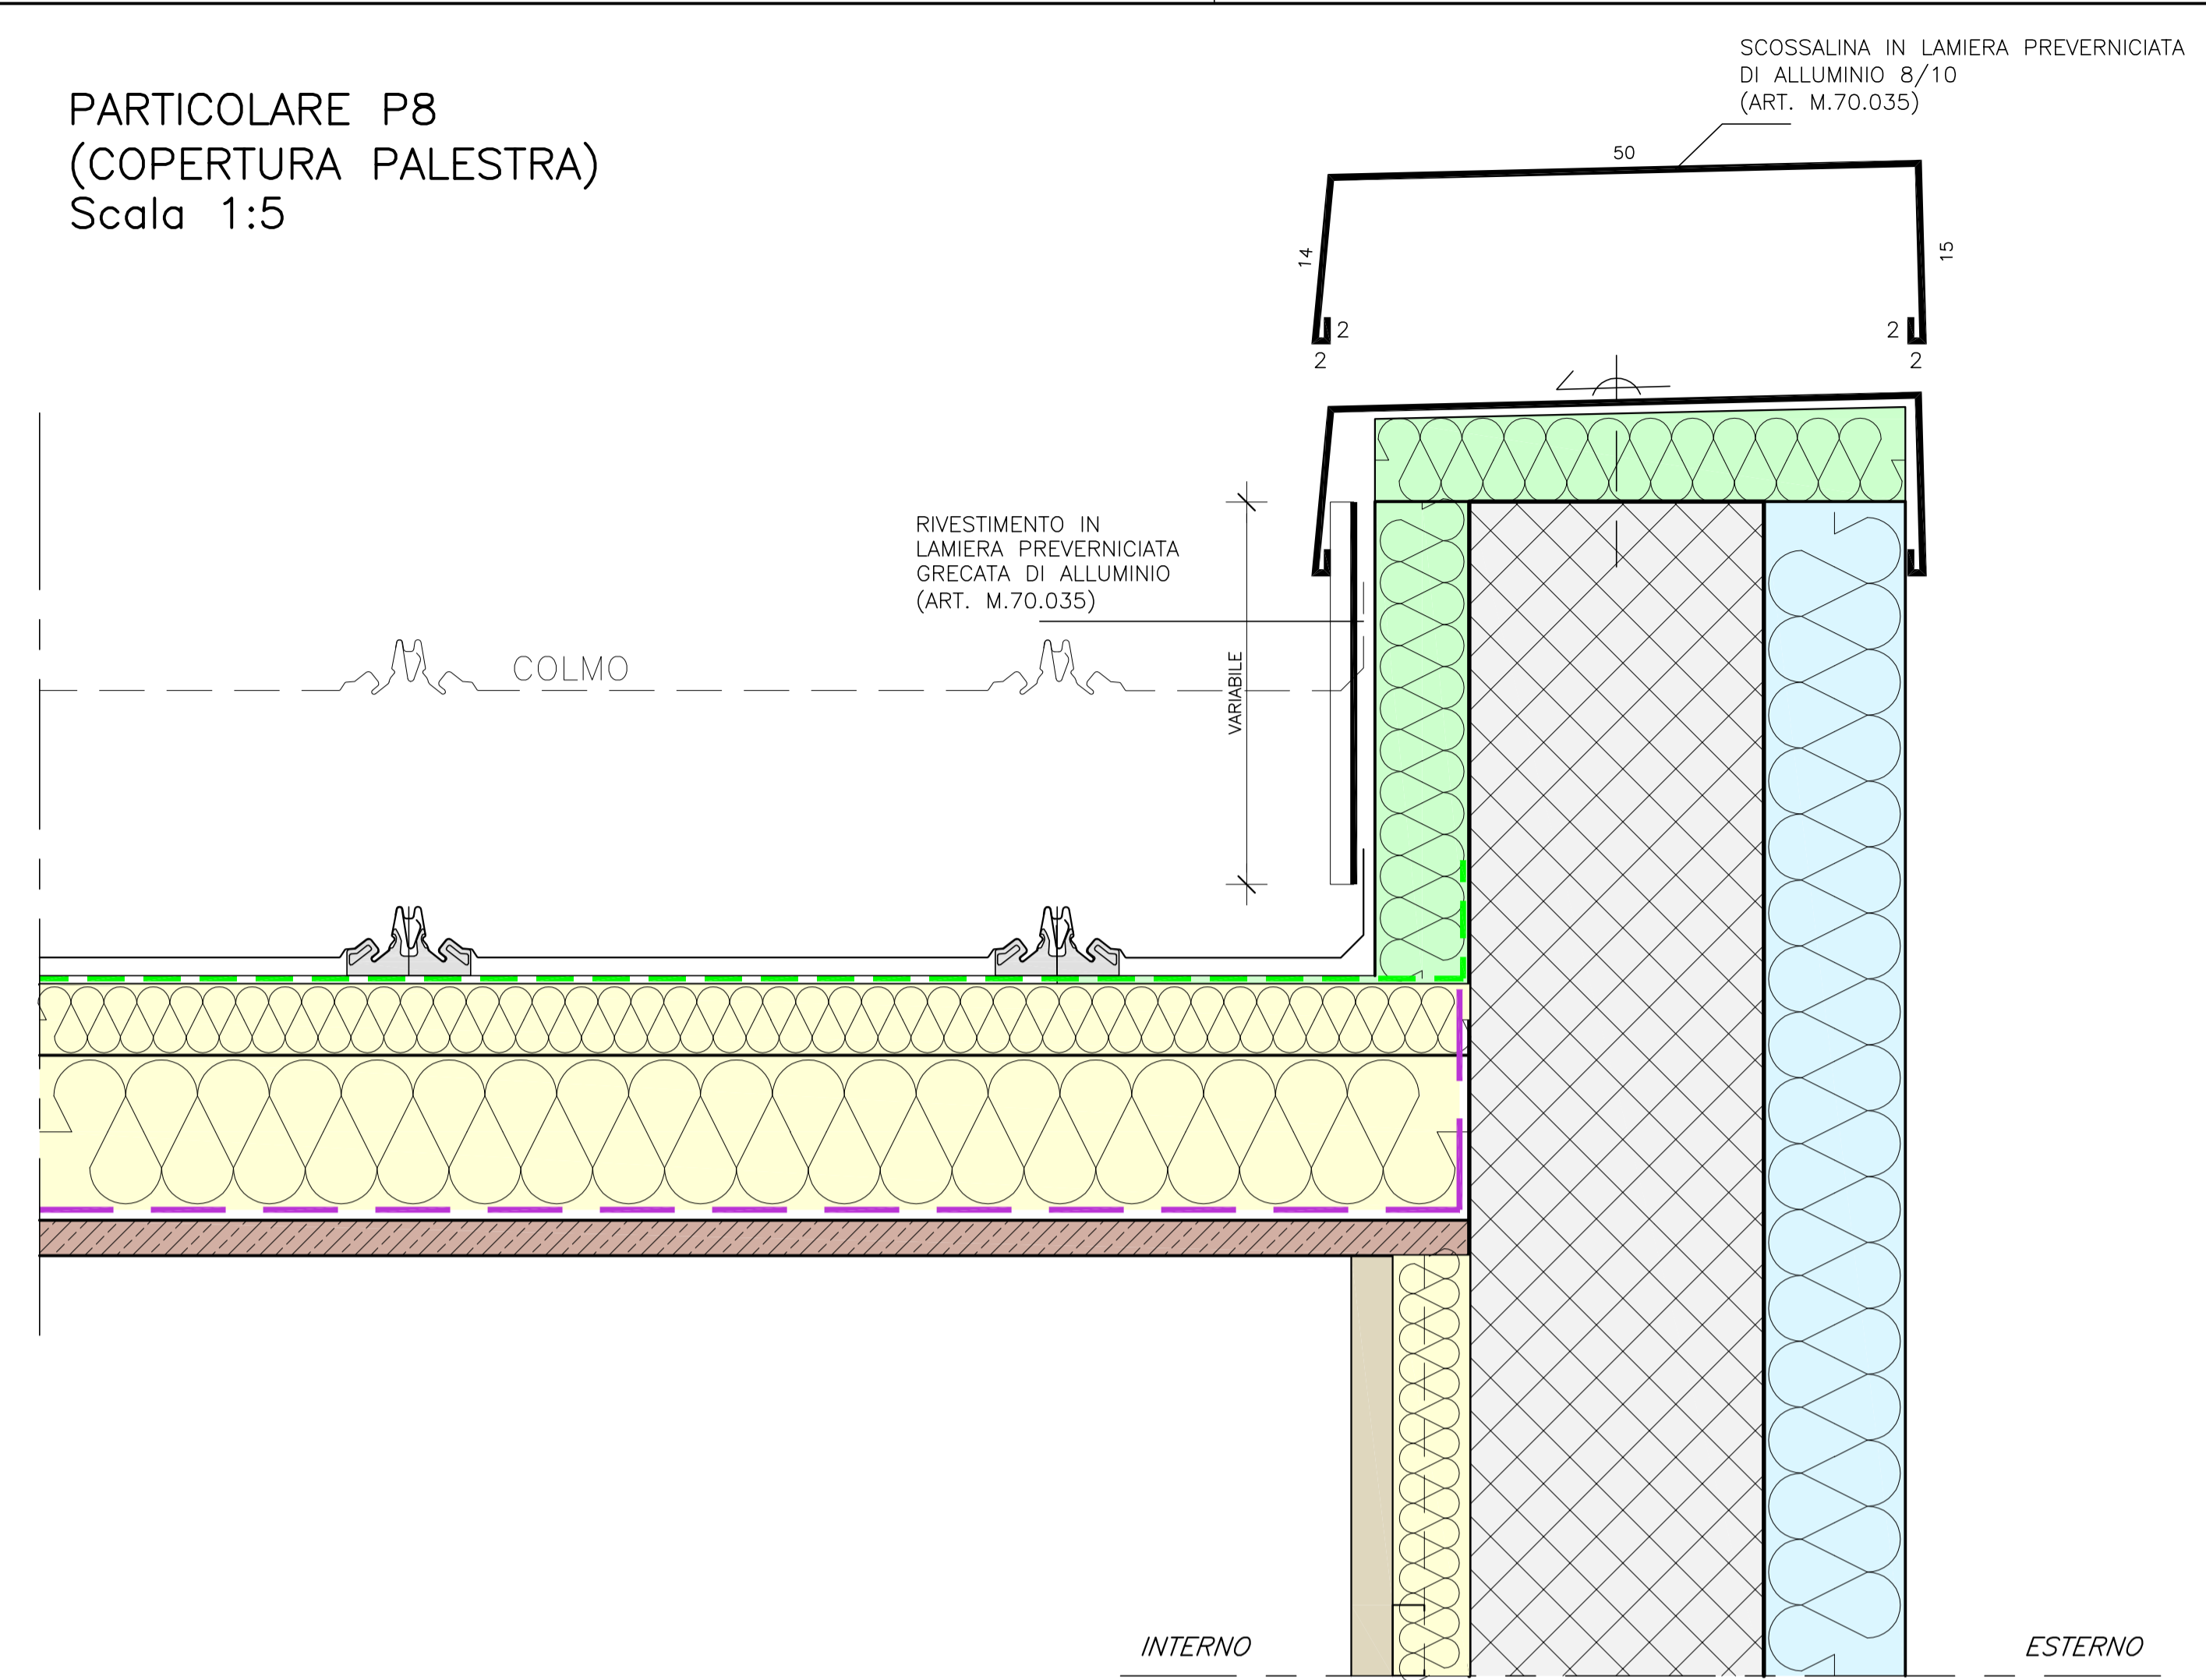 PARTICOLARE P8
(COPERTURA PALESTRA)
Scala 1:5
SCOSSALINA IN LAMIERA PREVERNICIATA
DI ALLUMINIO 8/10
(ART. M.70.035)
50
14
15
2
2
2
2
RIVESTIMENTO IN
LAMIERA PREVERNICIATA
GRECATA DI ALLUMINIO
(ART. M.70.035)
COLMO
VARIABILE
INTERNO
ESTERNO